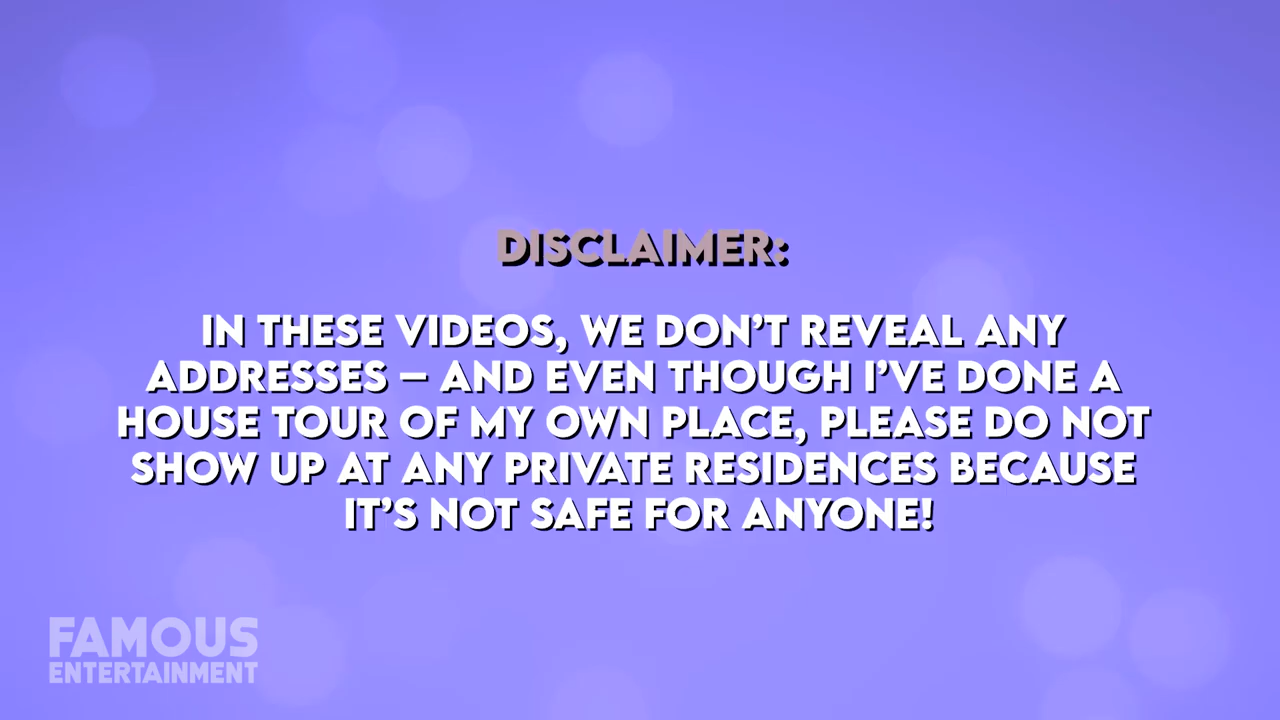 DISCLAIMER:
IN THESE VIDEOS, WE DON'T REVEAL ANY
ADDRESSES – AND EVEN THOUGH I'VE DONE A
HOUSE TOUR OF MY OWN PLACE, PLEASE DO NOT
SHOW UP AT ANY PRIVATE RESIDENCES BECAUSE
IT'S NOT SAFE FOR ANYONE!
FAMOUS
ENTERTAINMENT